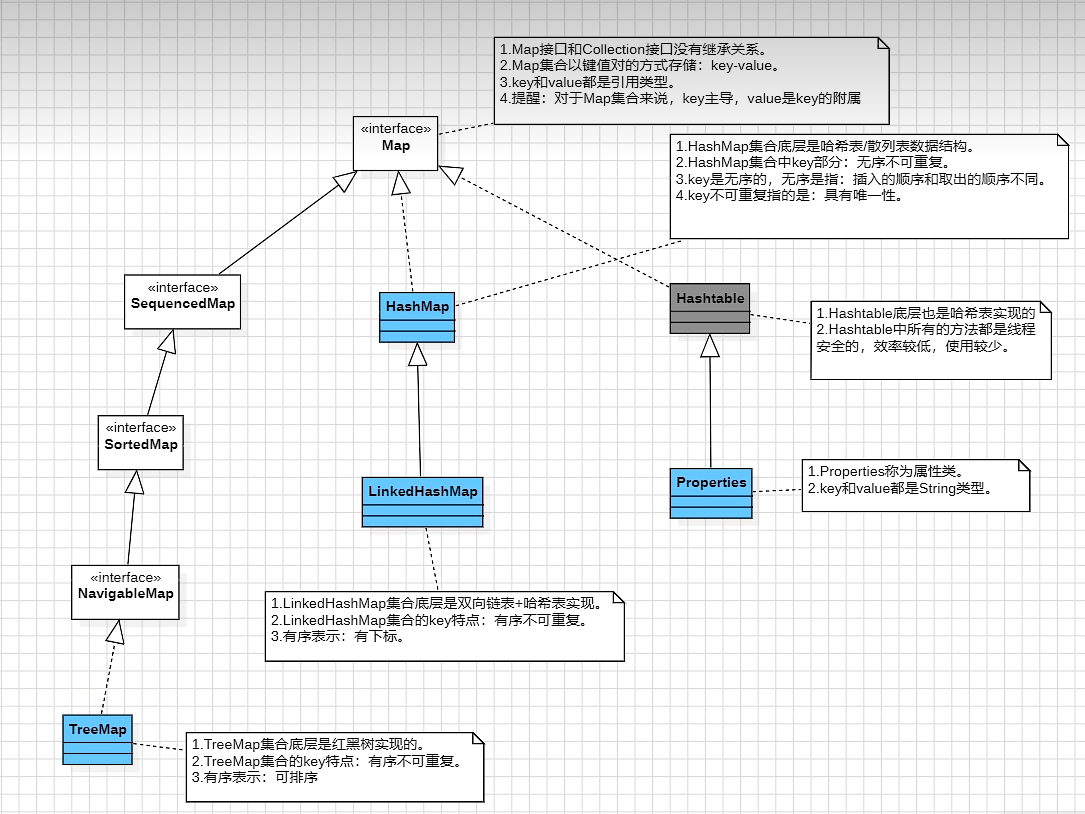 1.Map接口和Collection接口没有继承关系。
2.Map集合以键值对的方式存储：key-value。
3.key和value都是引用类型。
4.提醒：对于Map集合来说，key主导，value是key的附属
«interface»
Map
1.HashMap集合底层是哈希表/散列表数据结构。
2.HashMap集合中key部分：无序不可重复。
3.key是无序的，无序是指：插入的顺序和取出的顺序不同。
4.key不可重复指的是：具有唯一性。
«interface»
SequencedMap
HashMap
Hashtable
1.Hashtable底层也是哈希表实现的
2.Hashtable中所有的方法都是线程
安全的，效率较低，使用较少。
«interface»
SortedMap
LinkedHashMap
Properties
1.Properties称为属性类。
2.key和value都是String类型。
«interface»
NavigableMap
1.LinkedHashMap集合底层是双向链表+哈希表实现。
2.LinkedHashMap集合的key特点：有序不可重复。
3.有序表示：有下标。
TreeMap
1.TreeMap集合底层是红黑树实现的。
2.TreeMap集合的key特点：有序不可重复。
3.有序表示：可排序